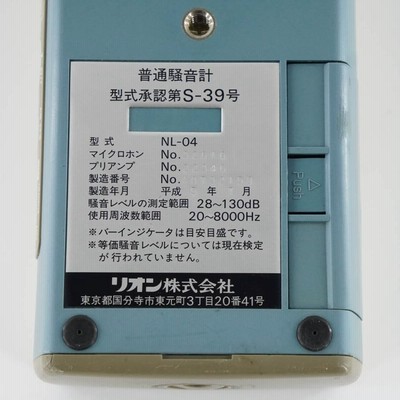 普通騒音計
型式承認第S-39号
型式 NL-04
マイクロホン No.
プリアンプ No.
製造番号 No.
製造年月 平成 年 月
騒音レベルの測定範囲 28~130dB
使用周波数範囲 20~8000Hz
※バーインジケータは目安目盛です。
※等価騒音レベルについては現在検定
が行われていません。
リオン株式会社
東京都国分寺市東元町3丁目20番41号
Push